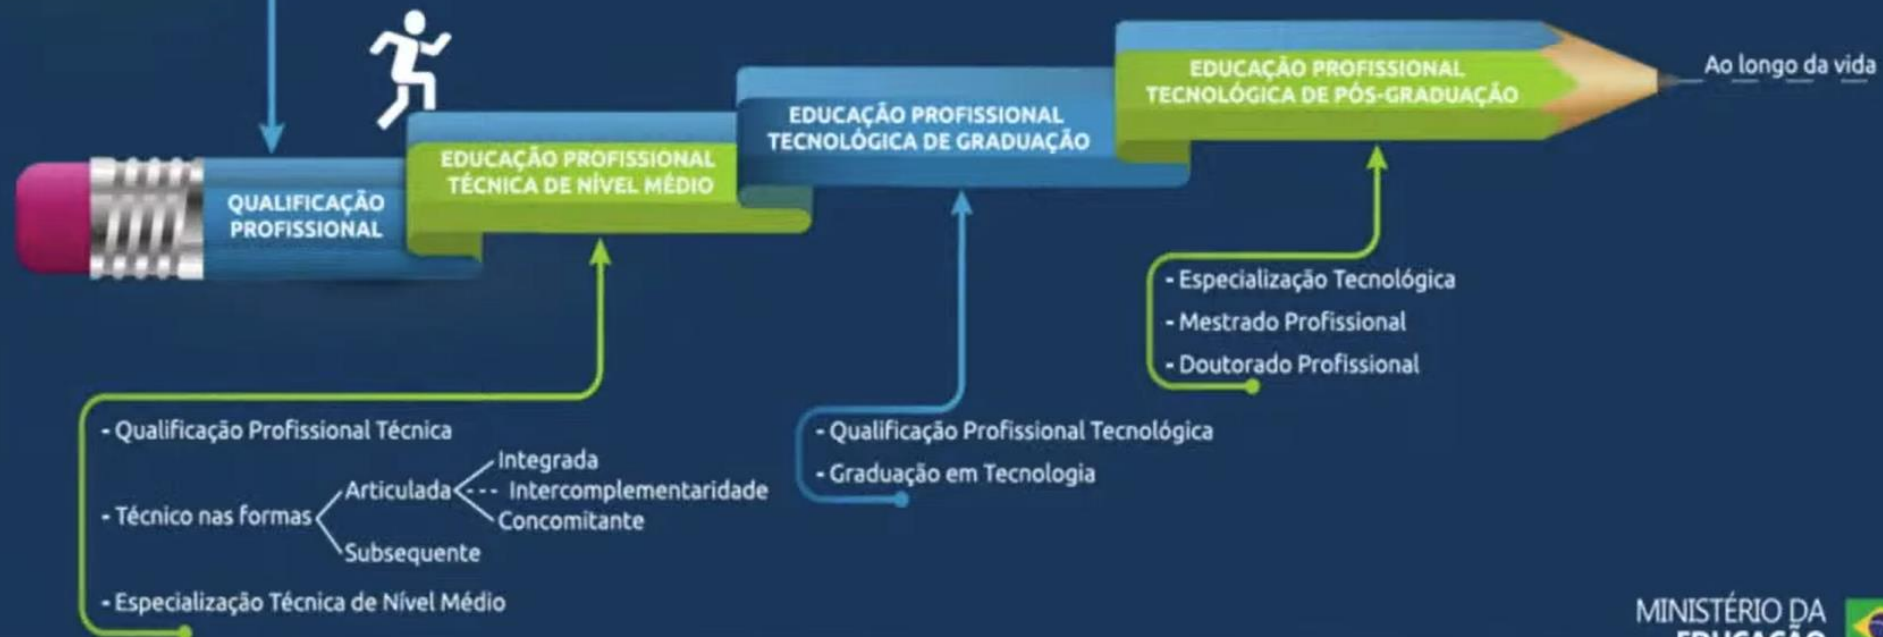 QUALIFICAÇÃO
PROFISSIONAL
EDUCAÇÃO PROFISSIONAL
TÉCNICA DE NÍVEL MÉDIO
EDUCAÇÃO PROFISSIONAL
TECNOLÓGICA DE GRADUAÇÃO
EDUCAÇÃO PROFISSIONAL
TECNOLÓGICA DE PÓS-GRADUAÇÃO
Ao longo da vida
- Qualificação Profissional Técnica
- Técnico nas formas
Articulada
Integrada
Intercomplementaridade
Concomitante
Subsequente
- Especialização Técnica de Nível Médio
- Qualificação Profissional Tecnológica
- Graduação em Tecnologia
- Especialização Tecnológica
- Mestrado Profissional
- Doutorado Profissional
MINISTÉRIO DA
EDUCAÇÃO